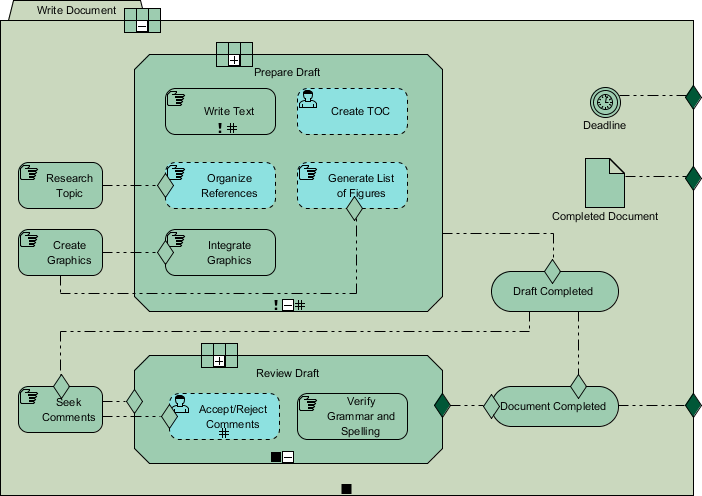 Write Document
Prepare Draft
Write Text
Create TOC
Deadline
Research
Topic
Organize
References
Generate List
of Figures
Completed Document
Create
Graphics
Integrate
Graphics
Draft Completed
Review Draft
Seek
Comments
Accept/Reject
Comments
Verify
Grammar and
Spelling
Document Completed